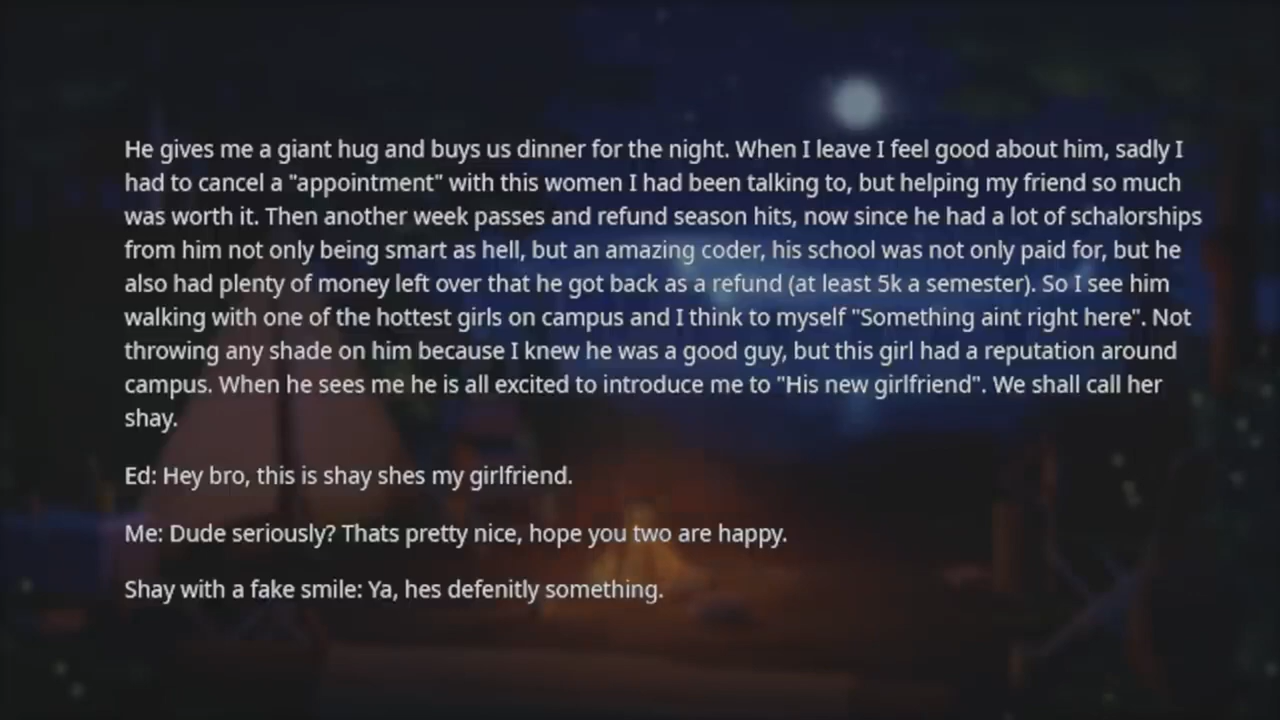 He gives me a giant hug and buys us dinner for the night. When I leave I feel good about him, sadly I
had to cancel a "appointment" with this women I had been talking to, but helping my friend so much
was worth it. Then another week passes and refund season hits, now since he had a lot of schalorships
from him not only being smart as hell, but an amazing coder, his school was not only paid for, but he
also had plenty of money left over that he got back as a refund (at least 5k a semester). So I see him
walking with one of the hottest girls on campus and I think to myself "Something aint right here". Not
throwing any shade on him because I knew he was a good guy, but this girl had a reputation around
campus. When he sees me he is all excited to introduce me to "His new girlfriend". We shall call her
shay.
Ed: Hey bro, this is shay shes my girlfriend.
Me: Dude seriously? Thats pretty nice, hope you two are happy.
Shay with a fake smile: Ya, hes defenitly something.